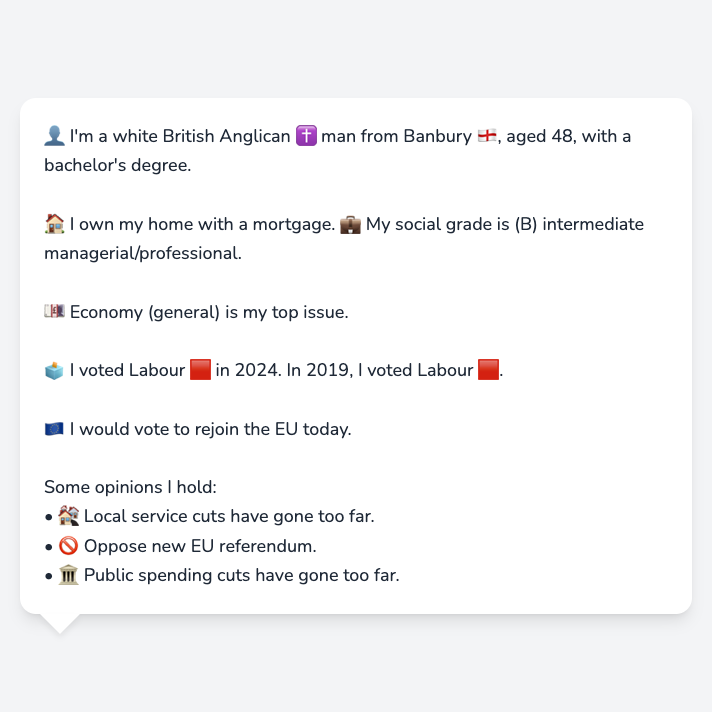 👤 I'm a white British Anglican ✝️ man from Banbury 🏴󠁧󠁢󠁥󠁮󠁧󠁿, aged 48, with a
bachelor's degree.
🏠 I own my home with a mortgage. 💼 My social grade is (B) intermediate
managerial/professional.
💷 Economy (general) is my top issue.
🗳️ I voted Labour 🟥 in 2024. In 2019, I voted Labour 🟥.
🇪🇺 I would vote to rejoin the EU today.
Some opinions I hold:
• 🏘️ Local service cuts have gone too far.
• 🚫 Oppose new EU referendum.
• 🏛️ Public spending cuts have gone too far.